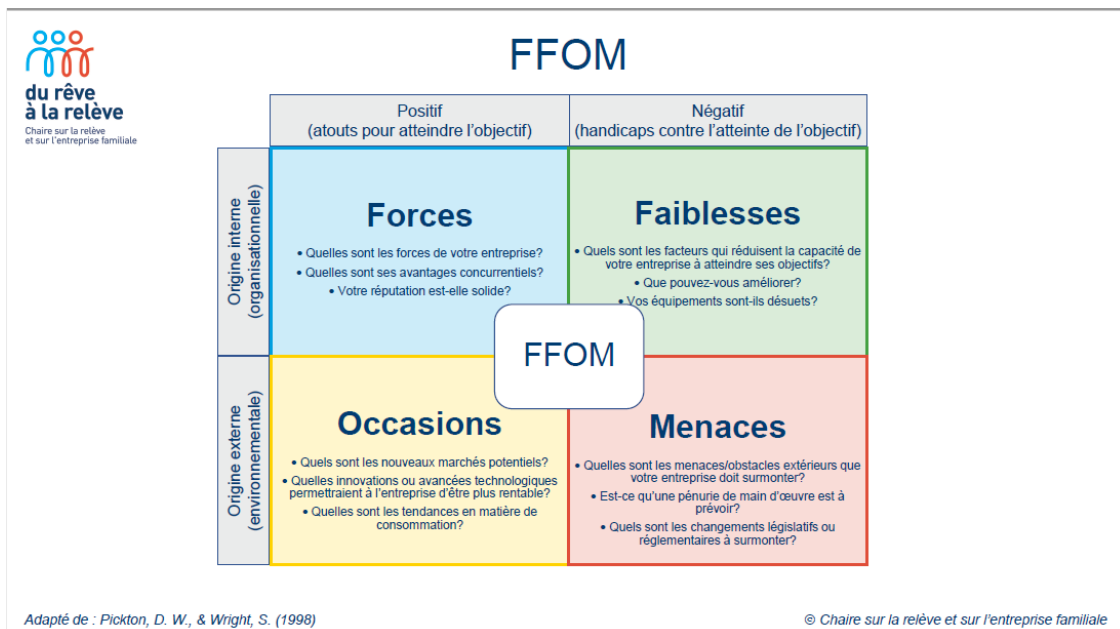 FFOM
du rêve
à la relève
Chaire sur la relève
et sur l'entreprise familiale
Positif
(atouts pour atteindre l'objectif)
Négatif
(handicaps contre l'atteinte de l'objectif)
Origine interne
(organisationnelle)
Forces
• Quelles sont les forces de votre entreprise?
• Quelles sont ses avantages concurrentiels?
• Votre réputation est-elle solide?
Faiblesses
• Quels sont les facteurs qui réduisent la capacité de
votre entreprise à atteindre ses objectifs?
• Que pouvez-vous améliorer?
• Vos équipements sont-ils désuets?
FFOM
Origine externe
(environnementale)
Occasions
• Quels sont les nouveaux marchés potentiels?
• Quelles innovations ou avancées technologiques
permettraient à l'entreprise d'être plus rentable?
• Quelles sont les tendances en matière de
consommation?
Menaces
• Quelles sont les menaces/obstacles extérieurs que
votre entreprise doit surmonter?
• Est-ce qu'une pénurie de main d'œuvre est à
prévoir?
• Quels sont les changements législatifs ou
réglementaires à surmonter?
Adapté de : Pickton, D. W., & Wright, S. (1998)
© Chaire sur la relève et sur l'entreprise familiale